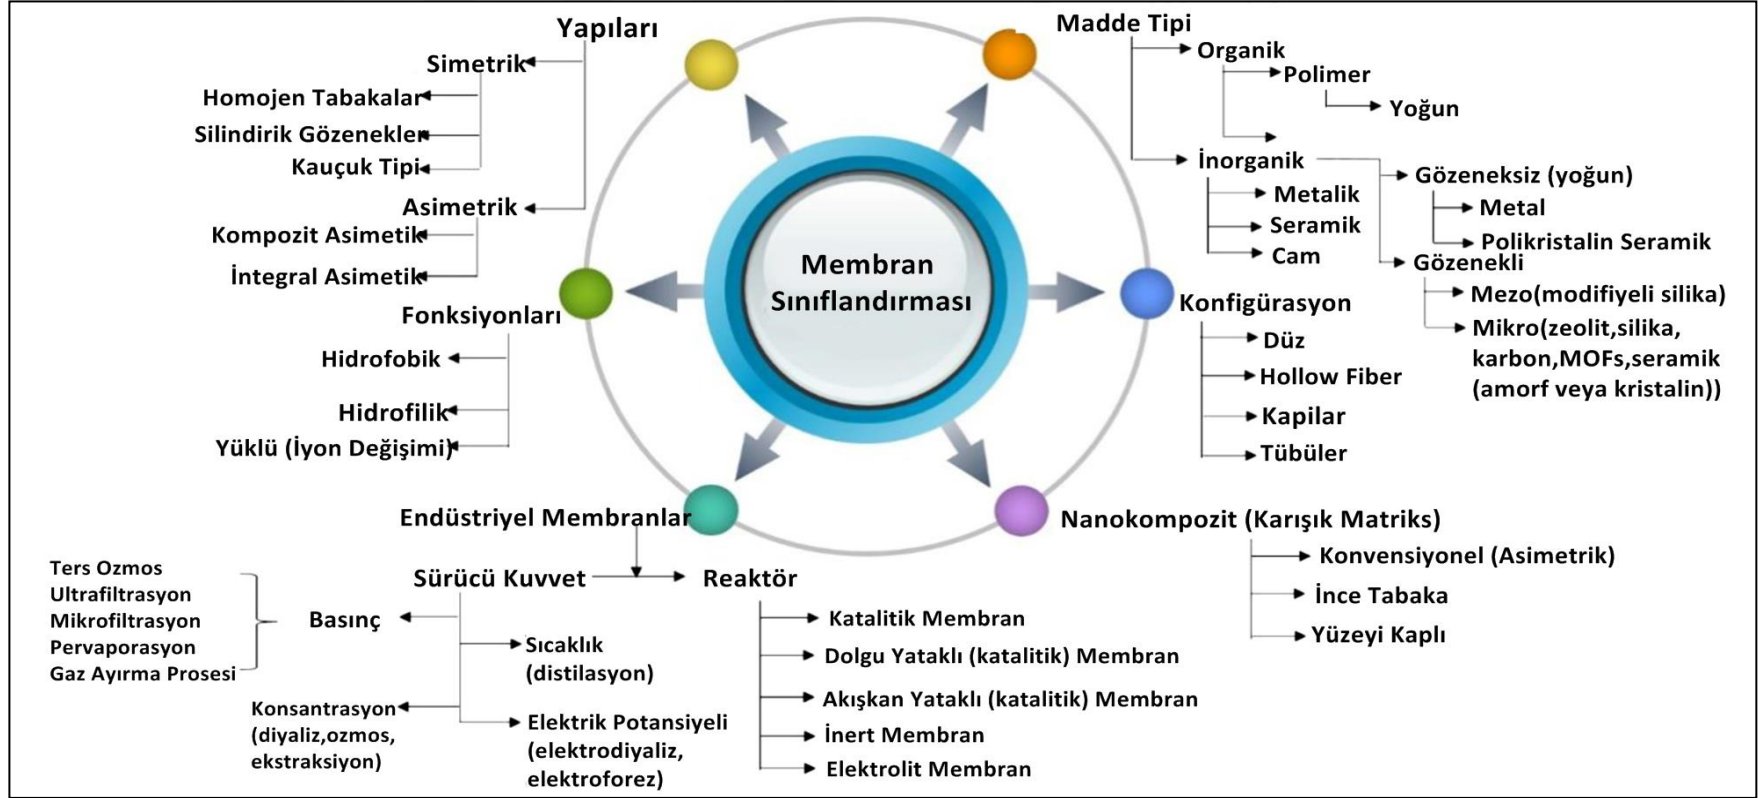 Yapıları
Simetrik
Homojen Tabakalar
Silindirik Gözenekler
Kauçuk Tipi
Asimetrik
Kompozit Asimetik
İntegral Asimetik
Fonksiyonları
Hidrofobik
Hidrofilik
Yüklü (İyon Değişimi)
Membran
Sınıflandırması
Madde Tipi
Organik
Polimer
Yoğun
İnorganik
Metalik
Seramik
Cam
Gözeneksiz (yoğun)
Metal
Polikristalin Seramik
Gözenekli
Mezo(modifiyeli silika)
Mikro(zeolit,silika,
karbon,MOFs,seramik
(amorf veya kristalin))
Konfigürasyon
Düz
Hollow Fiber
Kapilar
Tübüler
Nanokompozit (Karışık Matriks)
Konvensiyonel (Asimetrik)
İnce Tabaka
Yüzeyi Kaplı
Endüstriyel Membranlar
Sürücü Kuvvet
Basınç
Ters Ozmos
Ultrafiltrasyon
Mikrofiltrasyon
Pervaporasyon
Gaz Ayırma Prosesi
Sıcaklık
(distilasyon)
Konsantrasyon
(diyaliz,ozmos,
ekstraksiyon)
Elektrik Potansiyeli
(elektrodiyaliz,
elektroforez)
Reaktör
Katalitik Membran
Dolgu Yataklı (katalitik) Membran
Akışkan Yataklı (katalitik) Membran
İnert Membran
Elektrolit Membran